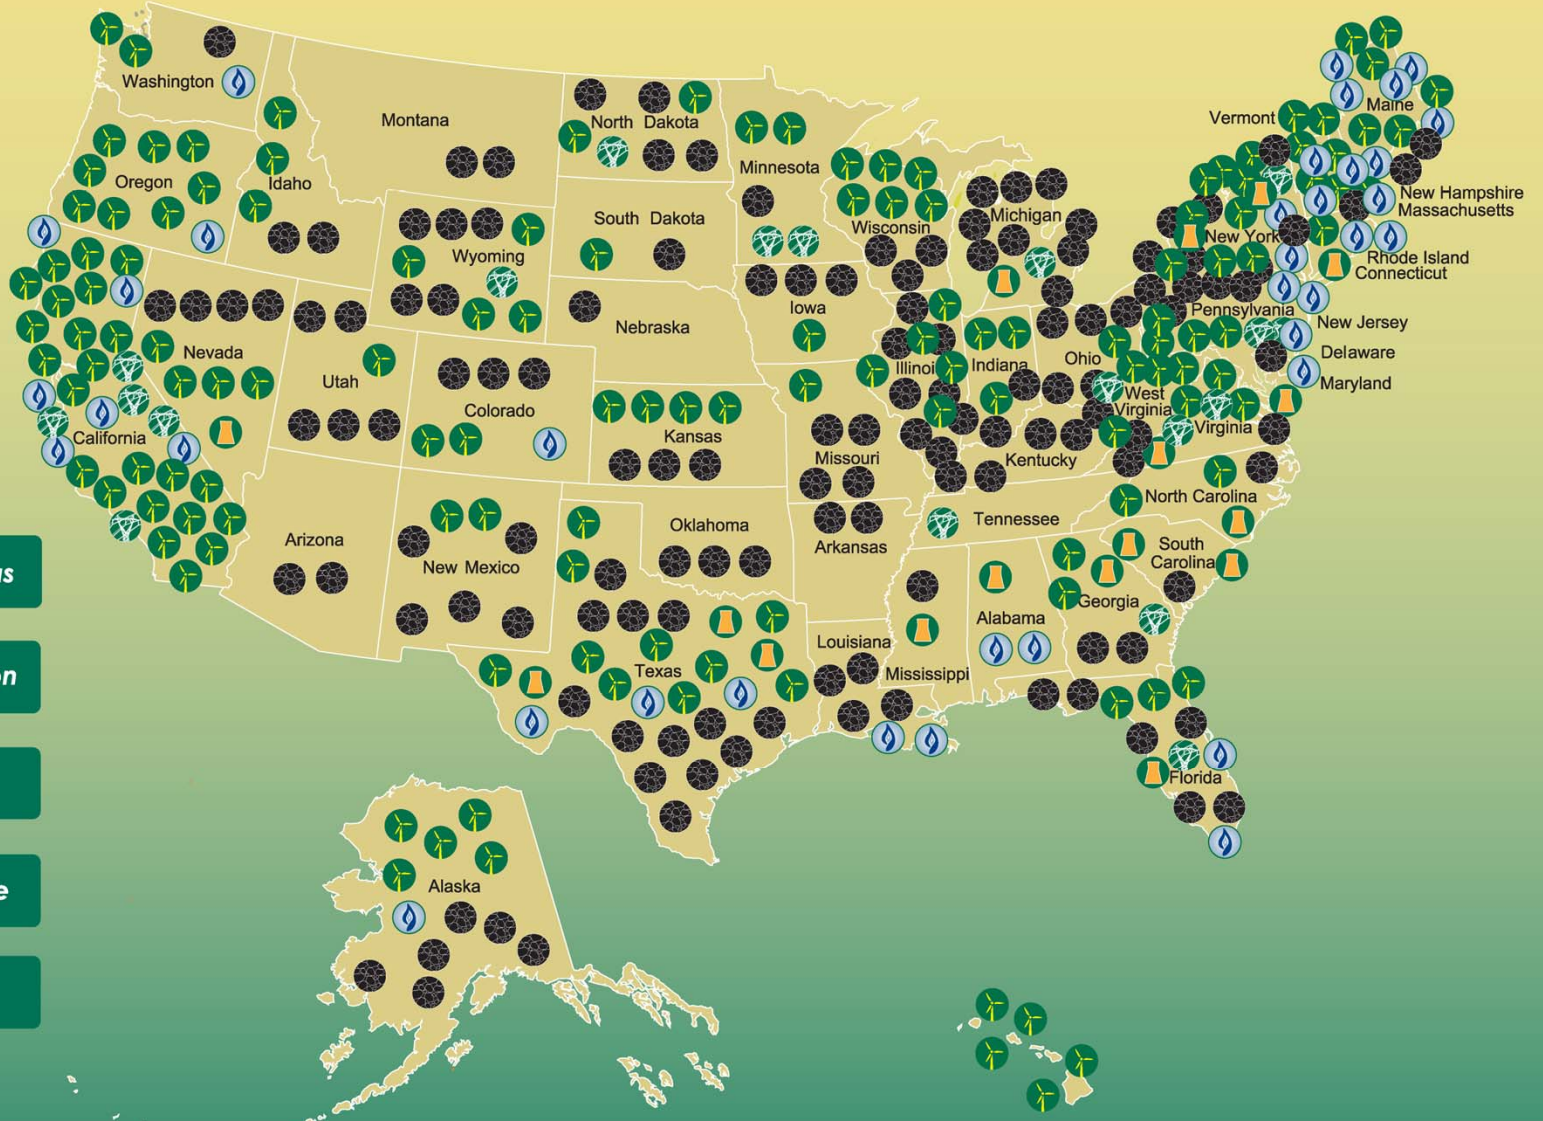 Washington
Montana
North Dakota
Minnesota
Vermont
Maine
Oregon
Idaho
South Dakota
Wyoming
Wisconsin
Michigan
New Hampshire
Massachusetts
New York
Rhode Island
Connecticut
Iowa
Nebraska
Pennsylvania
New Jersey
Nevada
Utah
Illinoi
Indiana
Ohio
Delaware
Maryland
Colorado
California
Kansas
Missouri
West
Virginia
Virginia
Kentucky
North Carolina
Arizona
New Mexico
Oklahoma
Arkansas
Tennessee
South
Carolina
Georgia
Alabama
Mississippi
Louisiana
Texas
Florida
Alaska